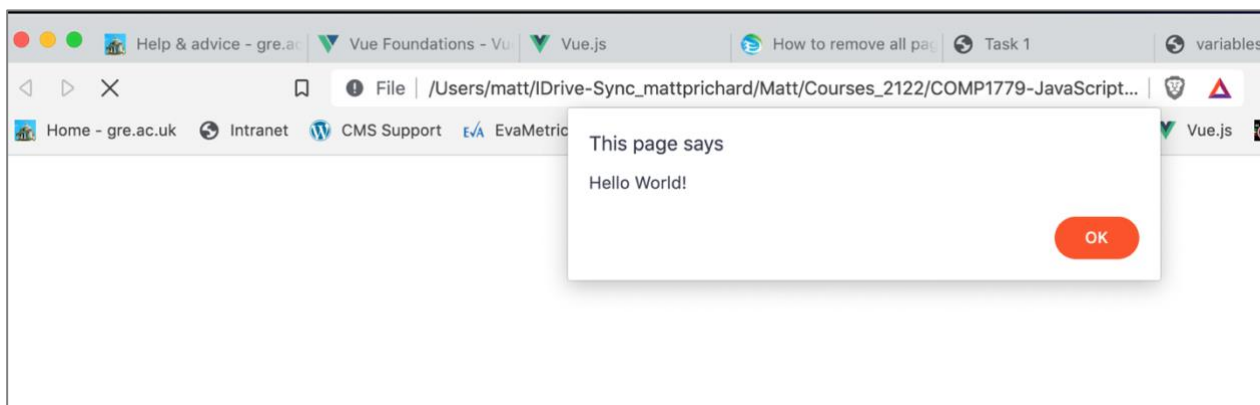 Help & advice - gre.ac
Vue Foundations - Vu
Vue.js
How to remove all pag
Task 1
variables
File | /Users/matt/IDrive-Sync_mattprichard/Matt/Courses_2122/COMP1779-JavaScript...
Home - gre.ac.uk
Intranet
CMS Support
EvaMetric
Vue.js
This page says
Hello World!
OK